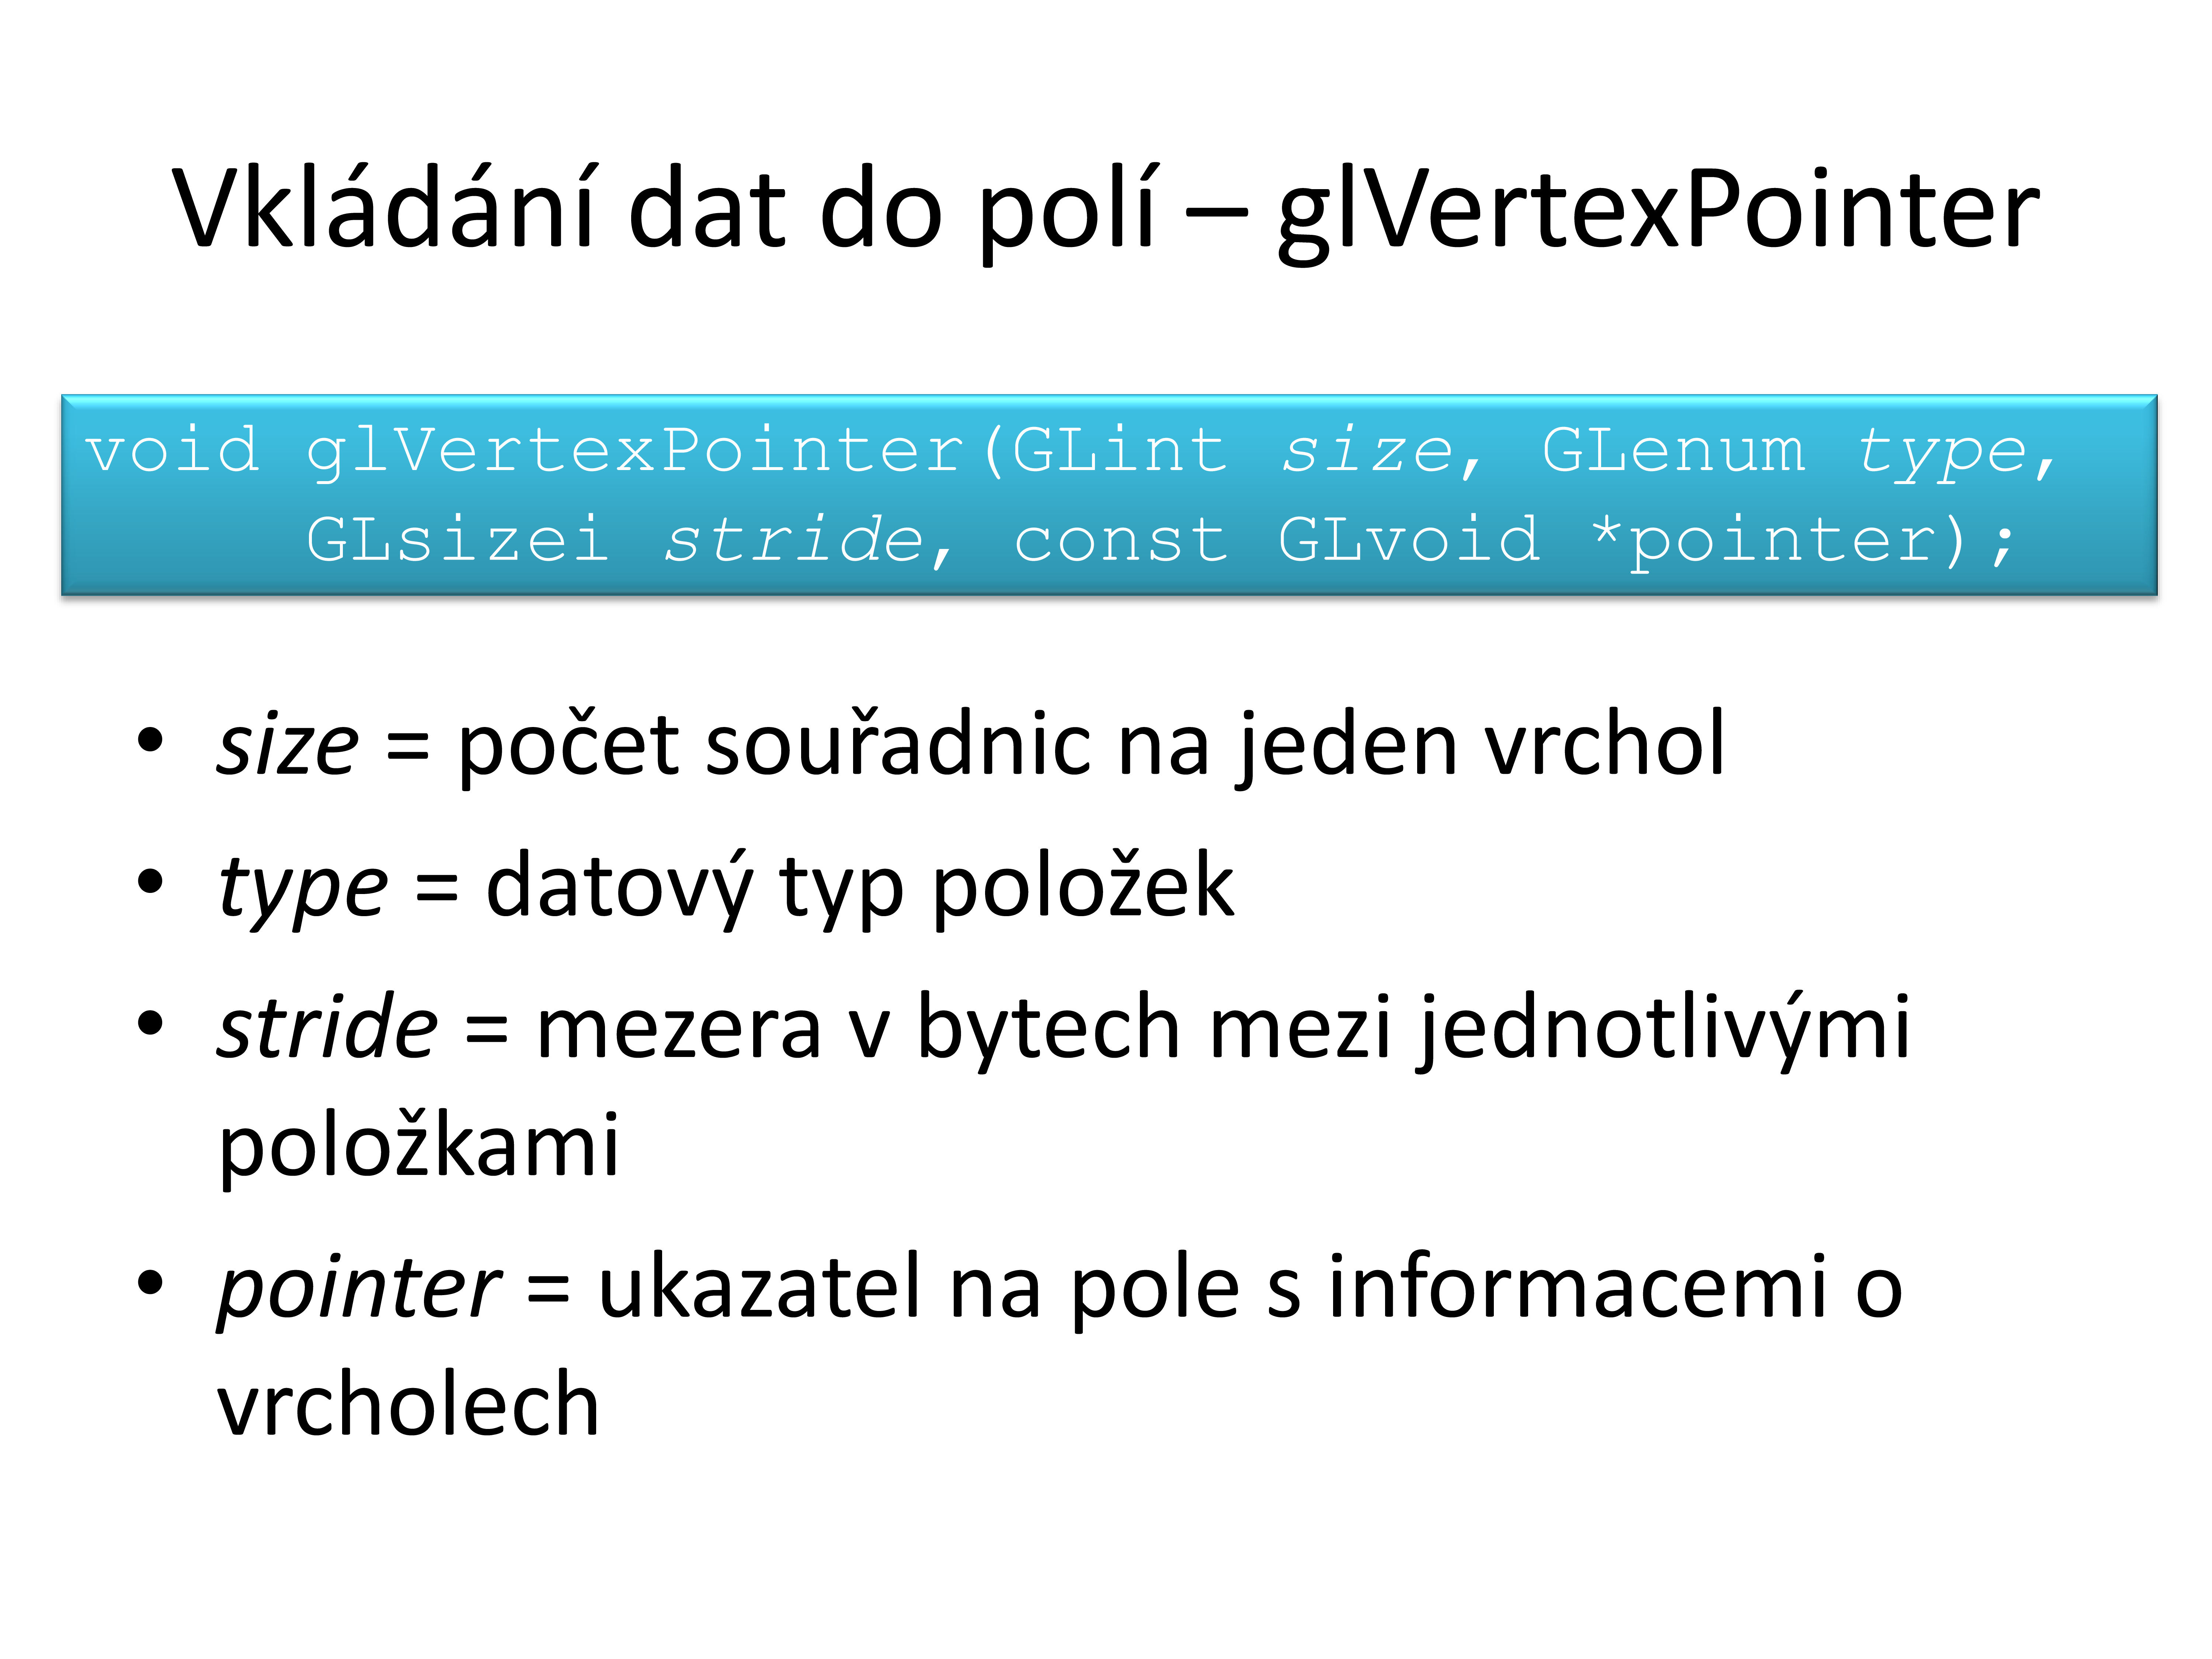 Vkládání dat do polí – glVertexPointer
void glVertexPointer(GLint size, GLenum type,
GLsizei stride, const GLvoid *pointer);
• size = počet souřadnic na jeden vrchol
• type = datový typ položek
• stride = mezera v bytech mezi jednotlivými
položkami
• pointer = ukazatel na pole s informacemi o
vrcholech